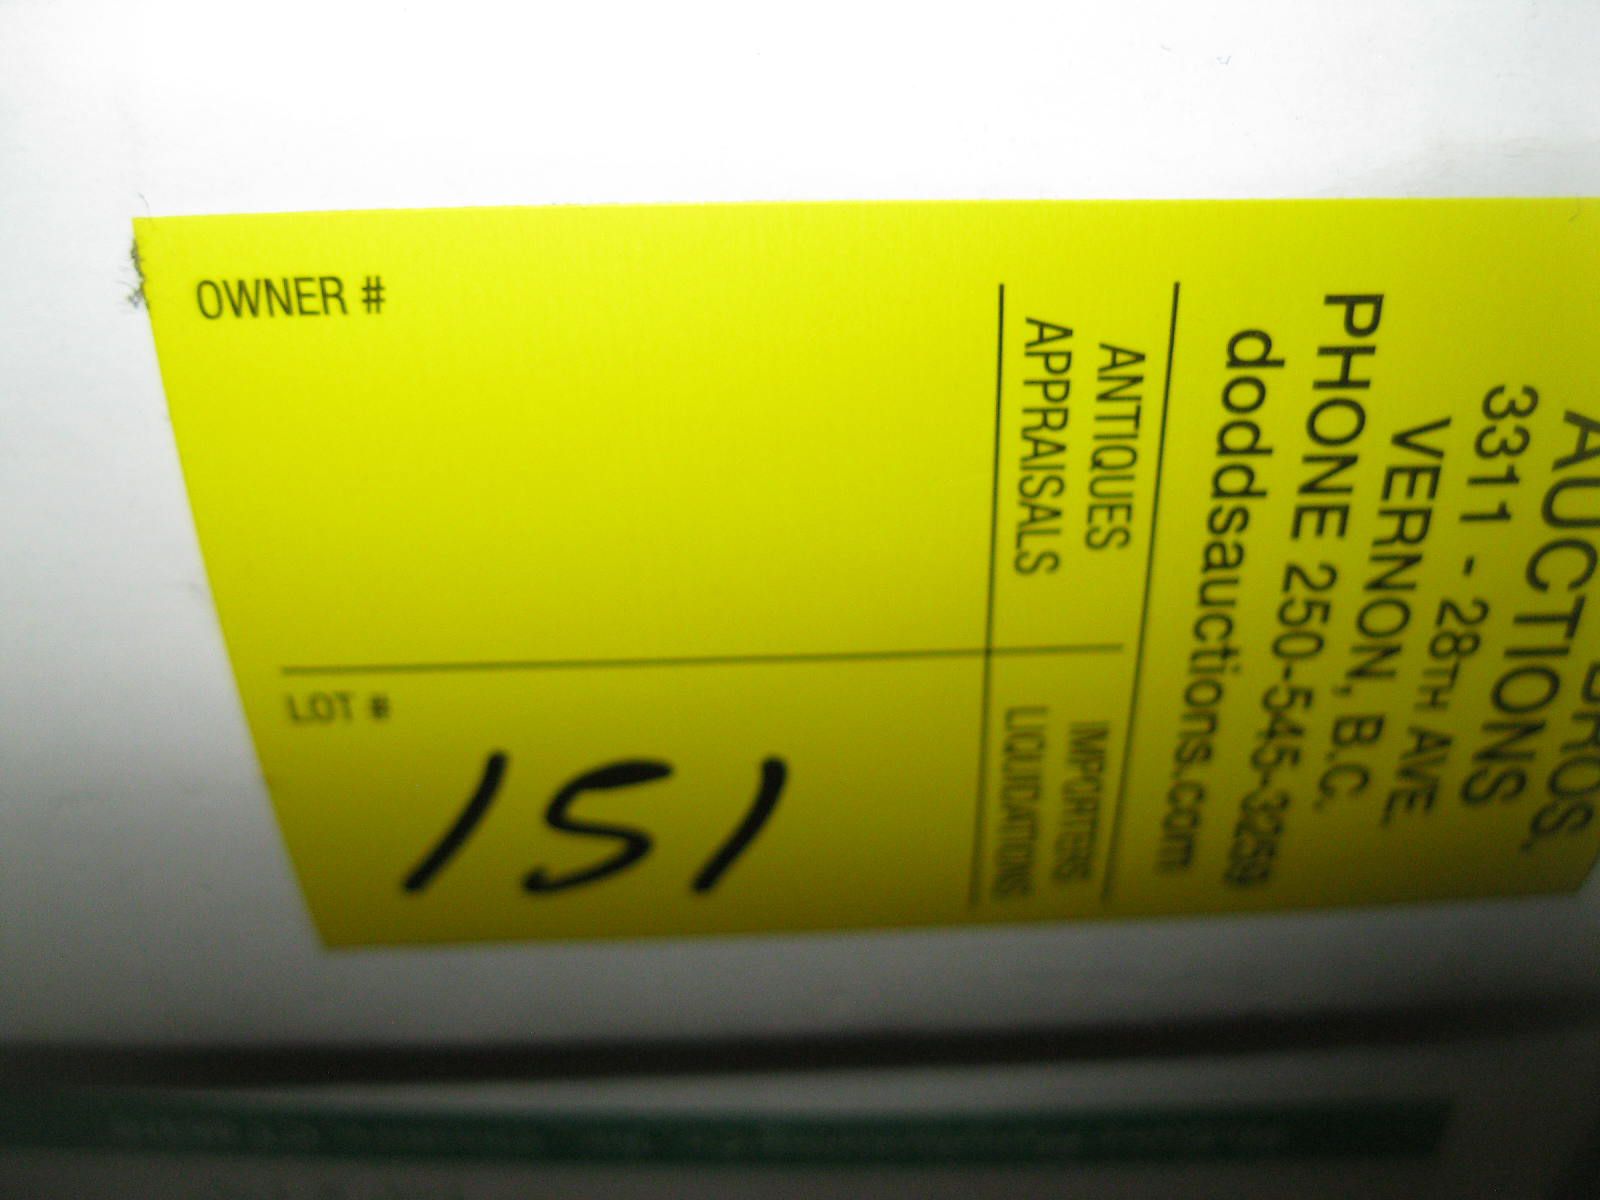 BROS.
AUCTIONS
3311 - 28TH AVE.
VERNON, B.C.
PHONE 250-545-3259
doddsauctions.com
ANTIQUES IMPORTERS
APPRAISALS LIQUIDATIONS
OWNER #
LOT #
151